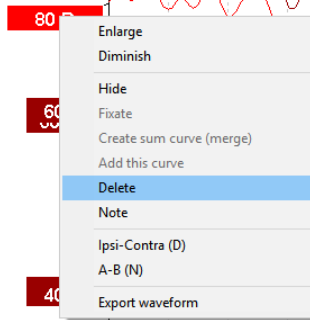 80 R
Enlarge
Diminish
Hide
60
Fixate
Create sum curve (merge)
Add this curve
Delete
Note
Ipsi-Contra (D)
A-B (N)
40
Export waveform